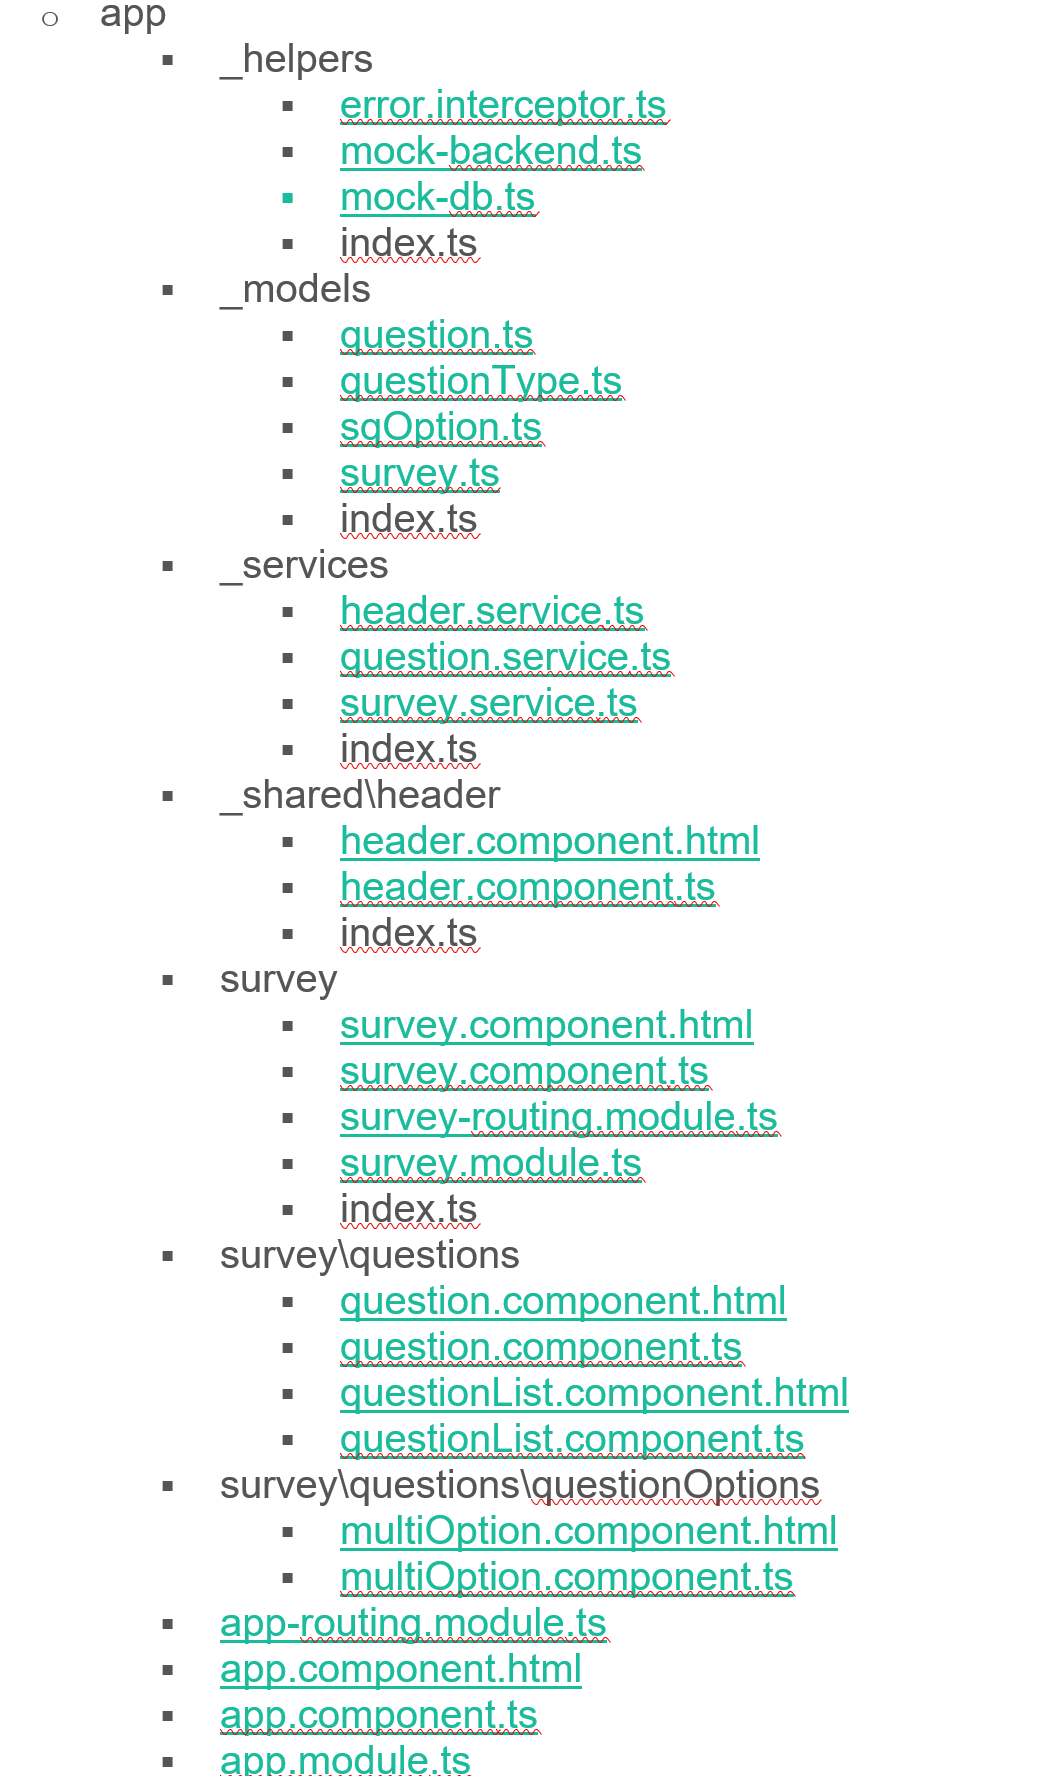 app
_helpers
error.interceptor.ts
mock-backend.ts
mock-db.ts
index.ts
_models
question.ts
questionType.ts
sqOption.ts
survey.ts
index.ts
_services
header.service.ts
question.service.ts
survey.service.ts
index.ts
_shared\header
header.component.html
header.component.ts
index.ts
survey
survey.component.html
survey.component.ts
survey-routing.module.ts
survey.module.ts
index.ts
survey\questions
question.component.html
question.component.ts
questionList.component.html
questionList.component.ts
survey\questions\questionOptions
multiOption.component.html
multiOption.component.ts
app-routing.module.ts
app.component.html
app.component.ts
app.module.ts